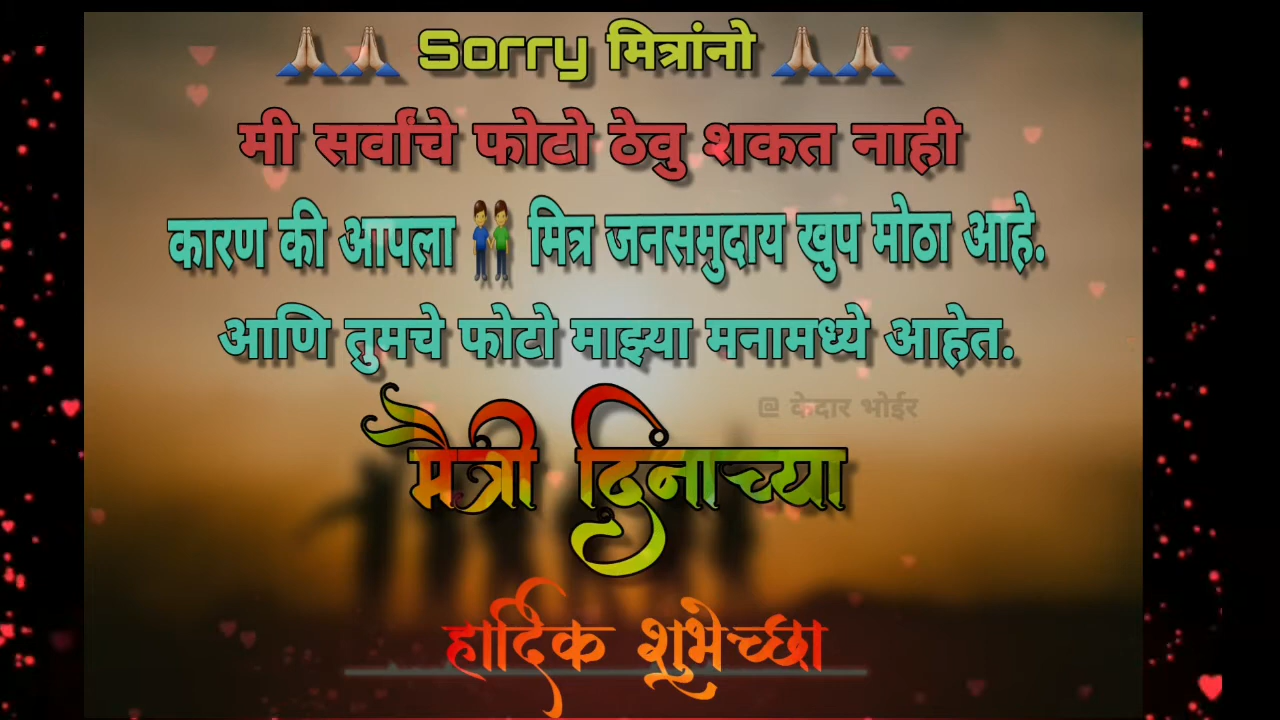 🙏🏼🙏🏼 Sorry मित्रांनो 🙏🏼🙏🏼
मी सर्वांचे फोटो ठेवु शकत नाही
कारण की आपला 👬 मित्र जनसमुदाय खुप मोठा आहे.
आणि तुमचे फोटो माझ्या मनामध्ये आहेत.
@ केदार भोईर
मैत्री दिनाच्या
हार्दिक शुभेच्छा